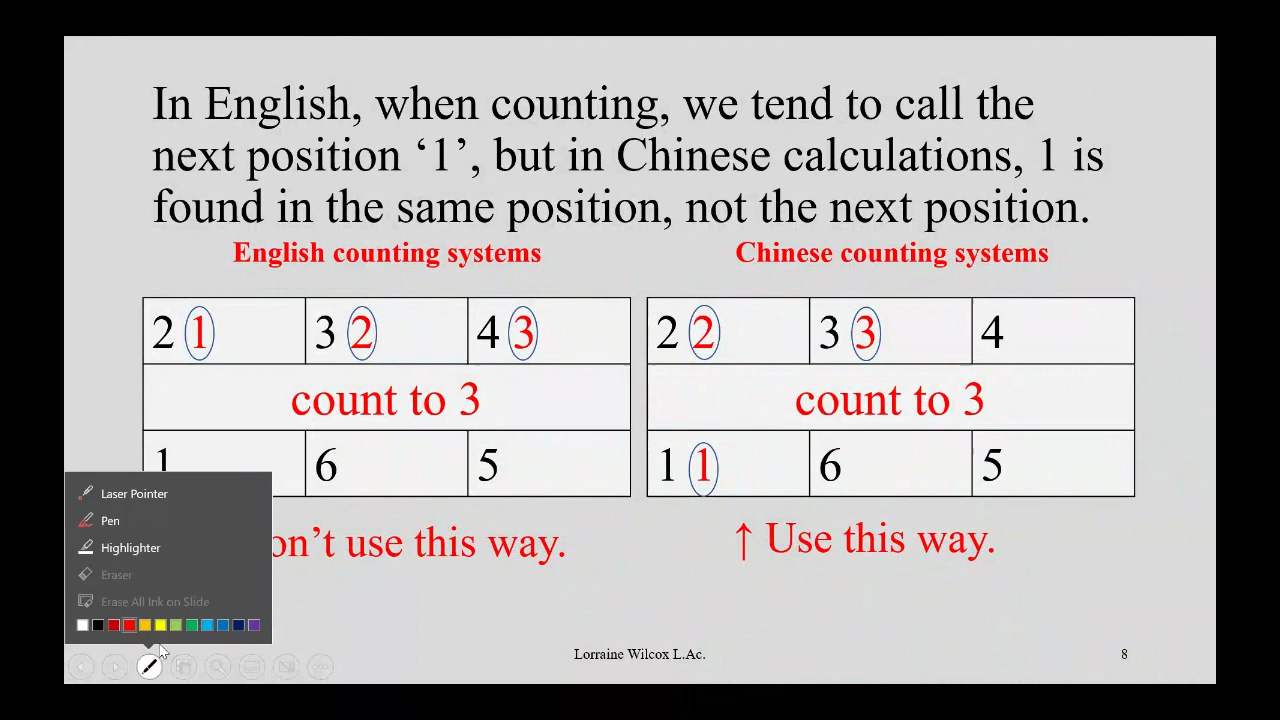 In English, when counting, we tend to call the
next position ‘1’, but in Chinese calculations, 1 is
found in the same position, not the next position.
English counting systems
Chinese counting systems
2 1 3 2 4 3
count to 3
1 6 5
2 2 3 3 4
count to 3
1 1 6 5
on’t use this way.
↑ Use this way.
Laser Pointer
Pen
Highlighter
Eraser
Erase All Ink on Slide
Lorraine Wilcox L.Ac.
8